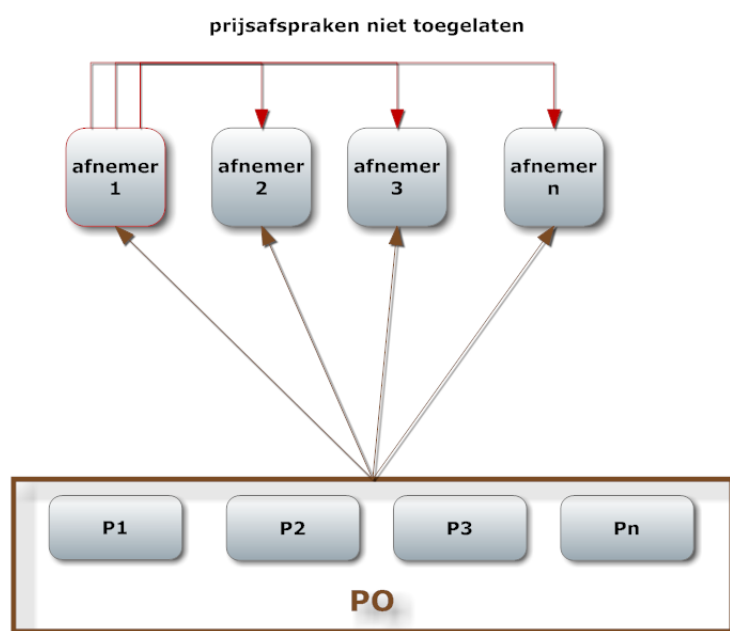 prijsafspraken niet toegelaten
afnemer
1
afnemer
2
afnemer
3
afnemer
n
P1
P2
P3
Pn
PO